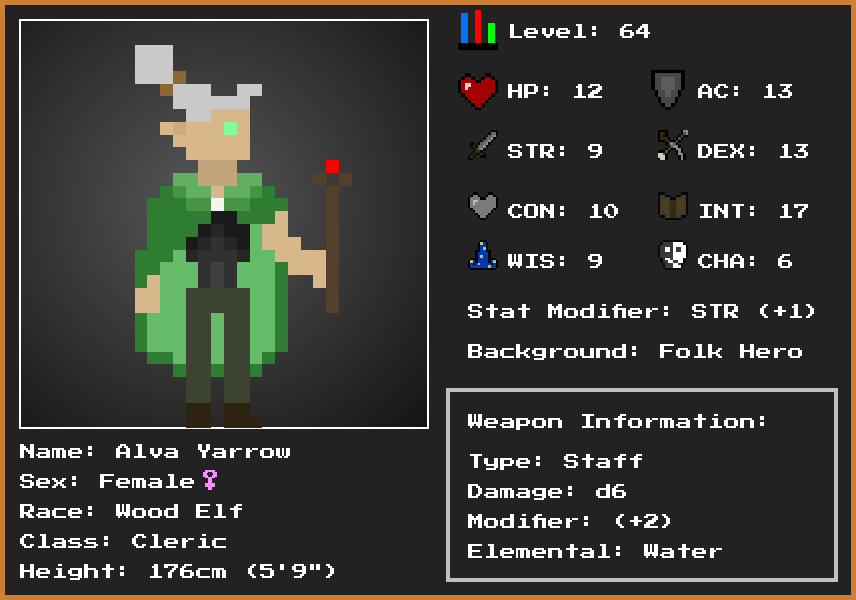 Level: 64
HP: 12
AC: 13
STR: 9
DEX: 13
CON: 10
INT: 17
WIS: 9
CHA: 6
Stat Modifier: STR (+1)
Background: Folk Hero
Weapon Information:
Type: Staff
Damage: d6
Modifier: (+2)
Elemental: Water
Name: Alva Yarrow
Sex: Female♀
Race: Wood Elf
Class: Cleric
Height: 176cm (5'9")